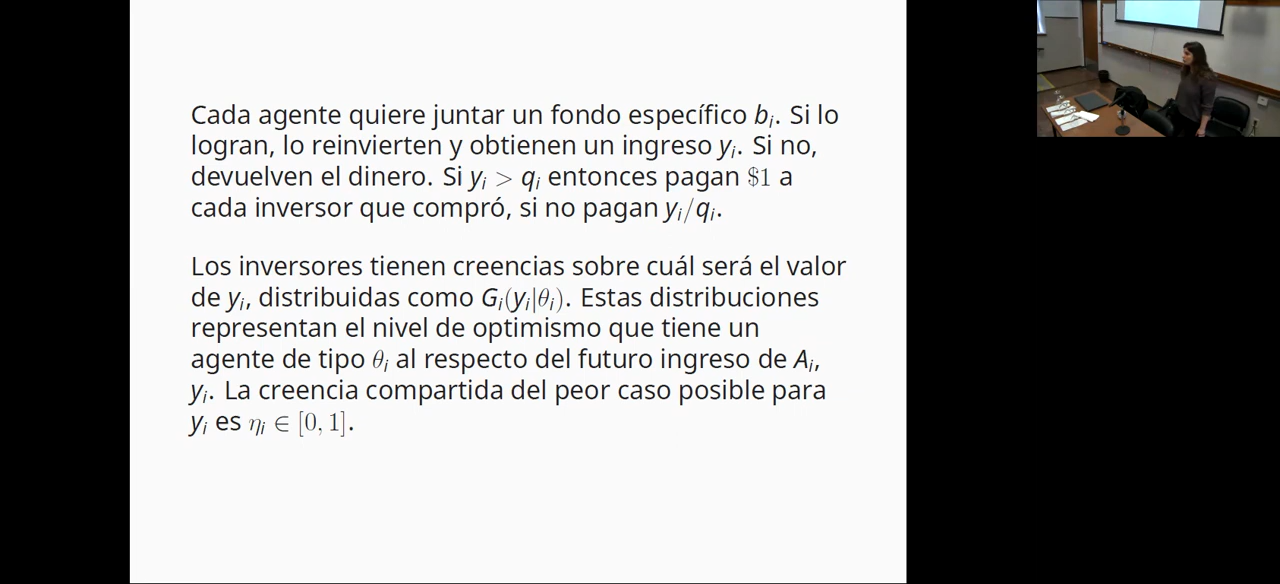 Cada agente quiere juntar un fondo específico bᵢ. Si lo
logran, lo reinvierten y obtienen un ingreso yᵢ. Si no,
devuelven el dinero. Si yᵢ > qᵢ entonces pagan $1 a
cada inversor que compró, si no pagan yᵢ/qᵢ.
Los inversores tienen creencias sobre cuál será el valor
de yᵢ, distribuidas como Gᵢ(yᵢ|θᵢ). Estas distribuciones
representan el nivel de optimismo que tiene un
agente de tipo θᵢ al respecto del futuro ingreso de Aᵢ,
yᵢ. La creencia compartida del peor caso posible para
yᵢ es ηᵢ ∈ [0, 1].